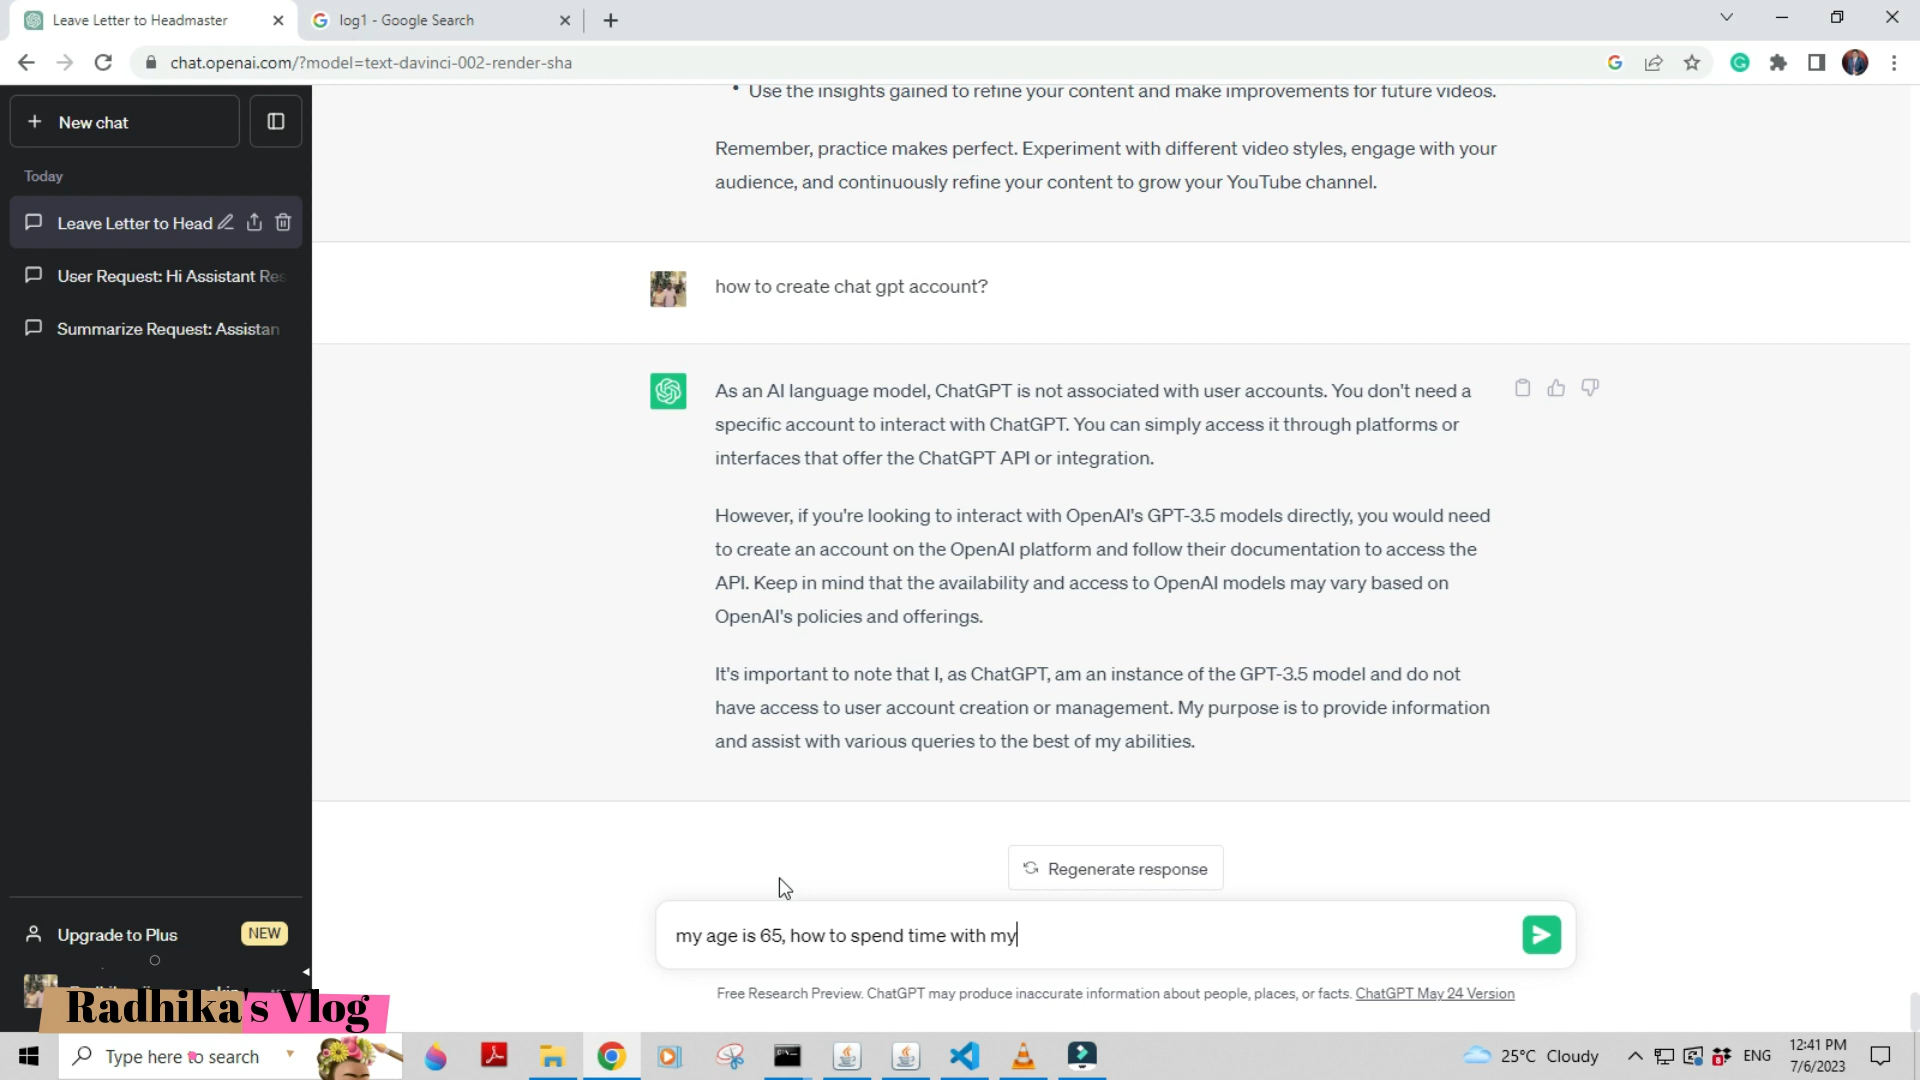 Leave Letter to Headmaster
log1 - Google Search
chat.openai.com/?model=text-davinci-002-render-sha
New chat
Today
Leave Letter to Head
User Request: Hi Assistant Res
Summarize Request: Assistan
• Use the insights gained to refine your content and make improvements for future videos.
Remember, practice makes perfect. Experiment with different video styles, engage with your
audience, and continuously refine your content to grow your YouTube channel.
how to create chat gpt account?
As an AI language model, ChatGPT is not associated with user accounts. You don't need a
specific account to interact with ChatGPT. You can simply access it through platforms or
interfaces that offer the ChatGPT API or integration.
However, if you're looking to interact with OpenAI's GPT-3.5 models directly, you would need
to create an account on the OpenAI platform and follow their documentation to access the
API. Keep in mind that the availability and access to OpenAI models may vary based on
OpenAI's policies and offerings.
It's important to note that I, as ChatGPT, am an instance of the GPT-3.5 model and do not
have access to user account creation or management. My purpose is to provide information
and assist with various queries to the best of my abilities.
Regenerate response
my age is 65, how to spend time with my
Free Research Preview. ChatGPT may produce inaccurate information about people, places, or facts. ChatGPT May 24 Version
Upgrade to Plus
NEW
Radhika's Vlog
Type here to search
25°C Cloudy
ENG
12:41 PM
7/6/2023